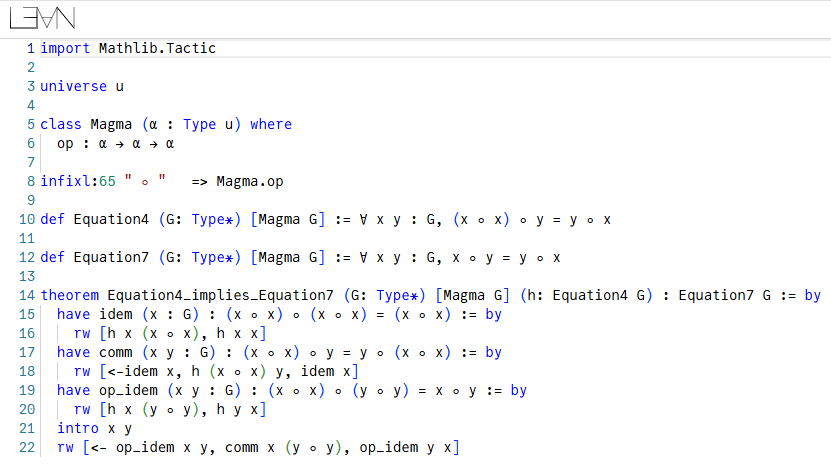 L∃∀N
1 import Mathlib.Tactic
2
3 universe u
4
5 class Magma (α : Type u) where
6   op : α → α → α
7
8 infixl:65 " ∘ "   => Magma.op
9
10 def Equation4 (G: Type*) [Magma G] := ∀ x y : G, (x ∘ x) ∘ y = y ∘ x
11
12 def Equation7 (G: Type*) [Magma G] := ∀ x y : G, x ∘ y = y ∘ x
13
14 theorem Equation4_implies_Equation7 (G: Type*) [Magma G] (h: Equation4 G) : Equation7 G := by
15   have idem (x : G) : (x ∘ x) ∘ (x ∘ x) = (x ∘ x) := by
16     rw [h x (x ∘ x), h x x]
17   have comm (x y : G) : (x ∘ x) ∘ y = y ∘ (x ∘ x) := by
18     rw [<-idem x, h (x ∘ x) y, idem x]
19   have op_idem (x y : G) : (x ∘ x) ∘ (y ∘ y) = x ∘ y := by
20     rw [h x (y ∘ y), h y x]
21   intro x y
22   rw [<- op_idem x y, comm x (y ∘ y), op_idem y x]